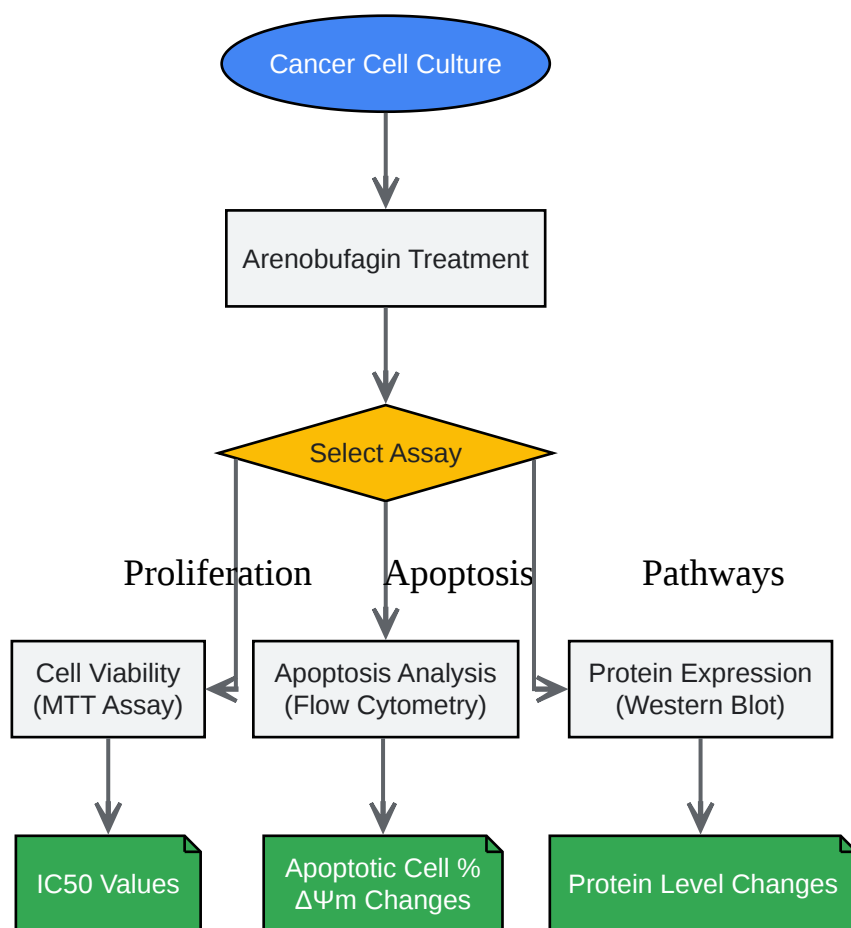 Cancer Cell Culture
Arenobufagin Treatment
Select Assay
Proliferation
Apoptosis
Pathways
Cell Viability
(MTT Assay)
Apoptosis Analysis
(Flow Cytometry)
Protein Expression
(Western Blot)
IC50 Values
Apoptotic Cell %
ΔΨm Changes
Protein Level Changes